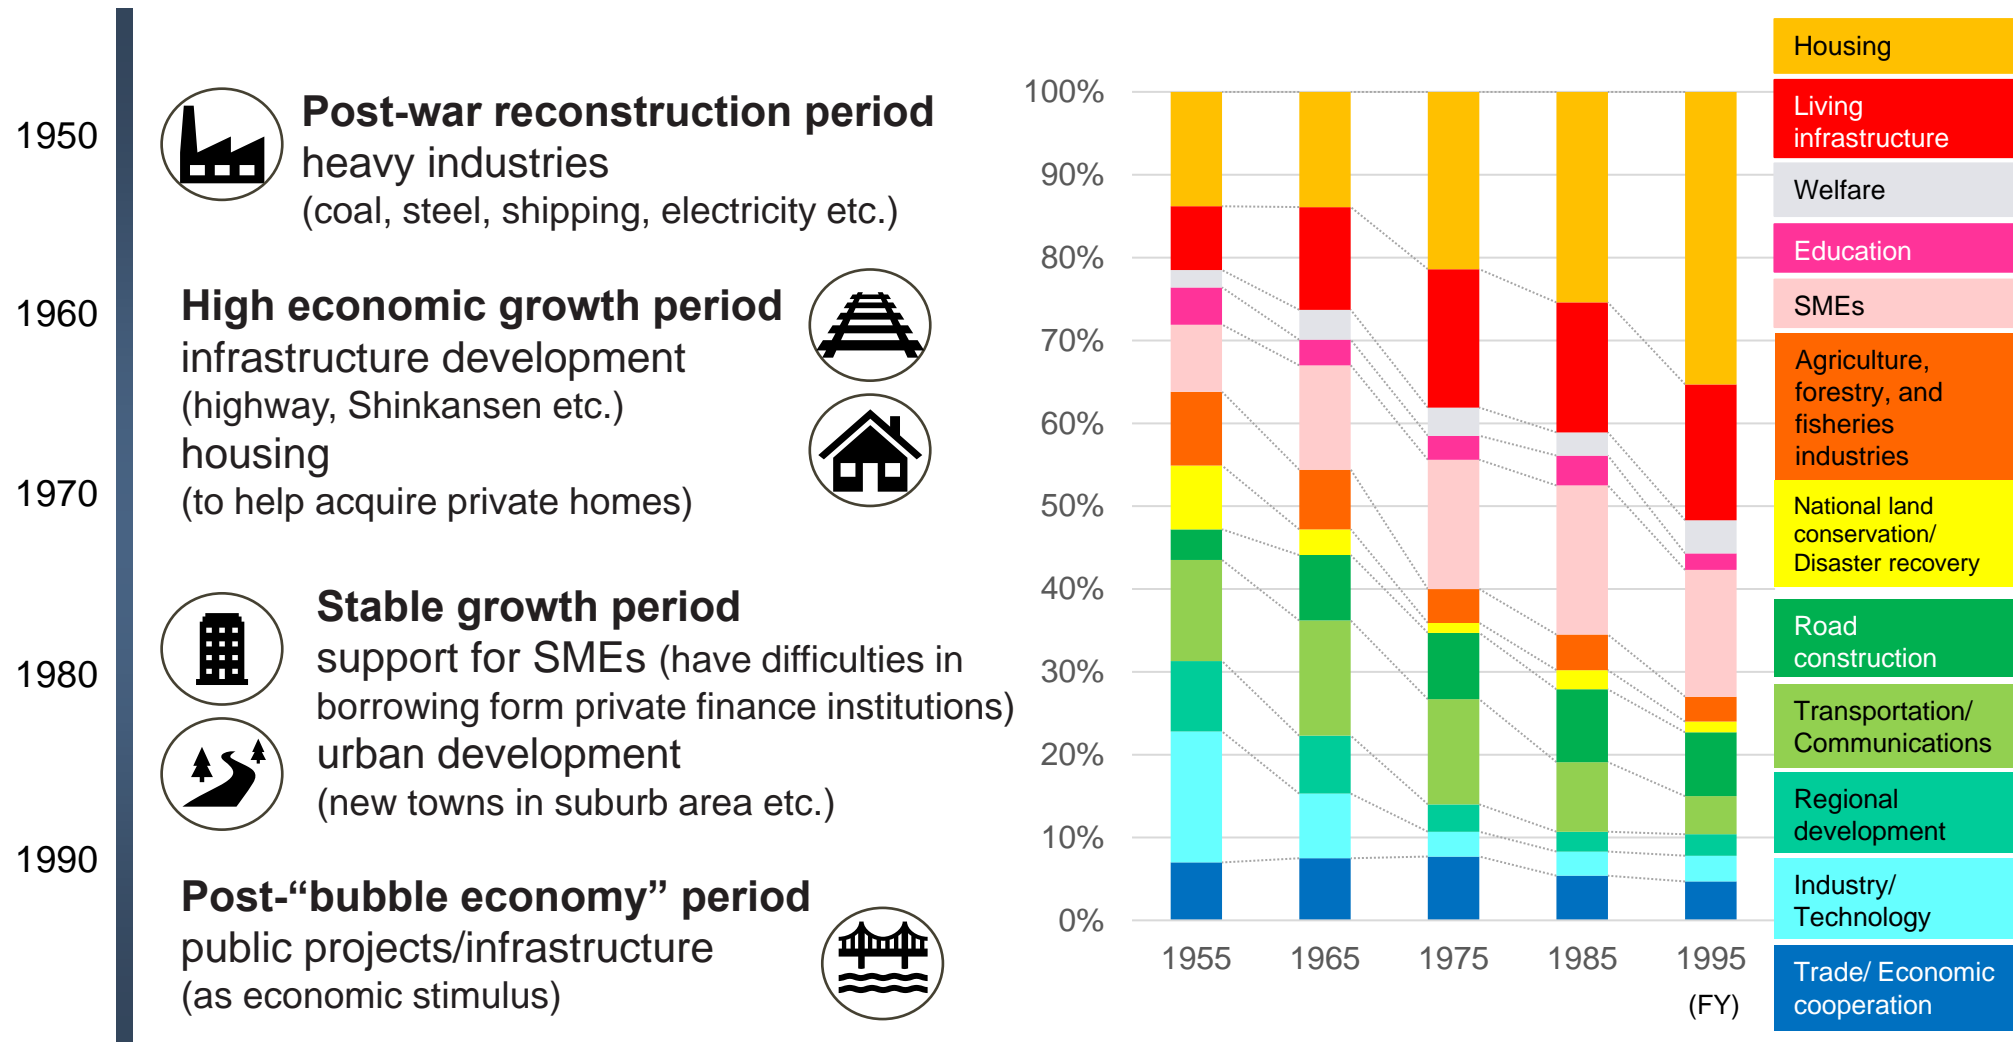 1950
1960
1970
1980
1990
Post-war reconstruction period
heavy industries
(coal, steel, shipping, electricity etc.)
High economic growth period
infrastructure development
(highway, Shinkansen etc.)
housing
(to help acquire private homes)
Stable growth period
support for SMEs (have difficulties in
borrowing form private finance institutions)
urban development
(new towns in suburb area etc.)
Post-“bubble economy” period
public projects/infrastructure
(as economic stimulus)
100%
90%
80%
70%
60%
50%
40%
30%
20%
10%
0%
1955 1965 1975 1985 1995
(FY)
Housing
Living
infrastructure
Welfare
Education
SMEs
Agriculture,
forestry, and
fisheries
industries
National land
conservation/
Disaster recovery
Road
construction
Transportation/
Communications
Regional
development
Industry/
Technology
Trade/ Economic
cooperation